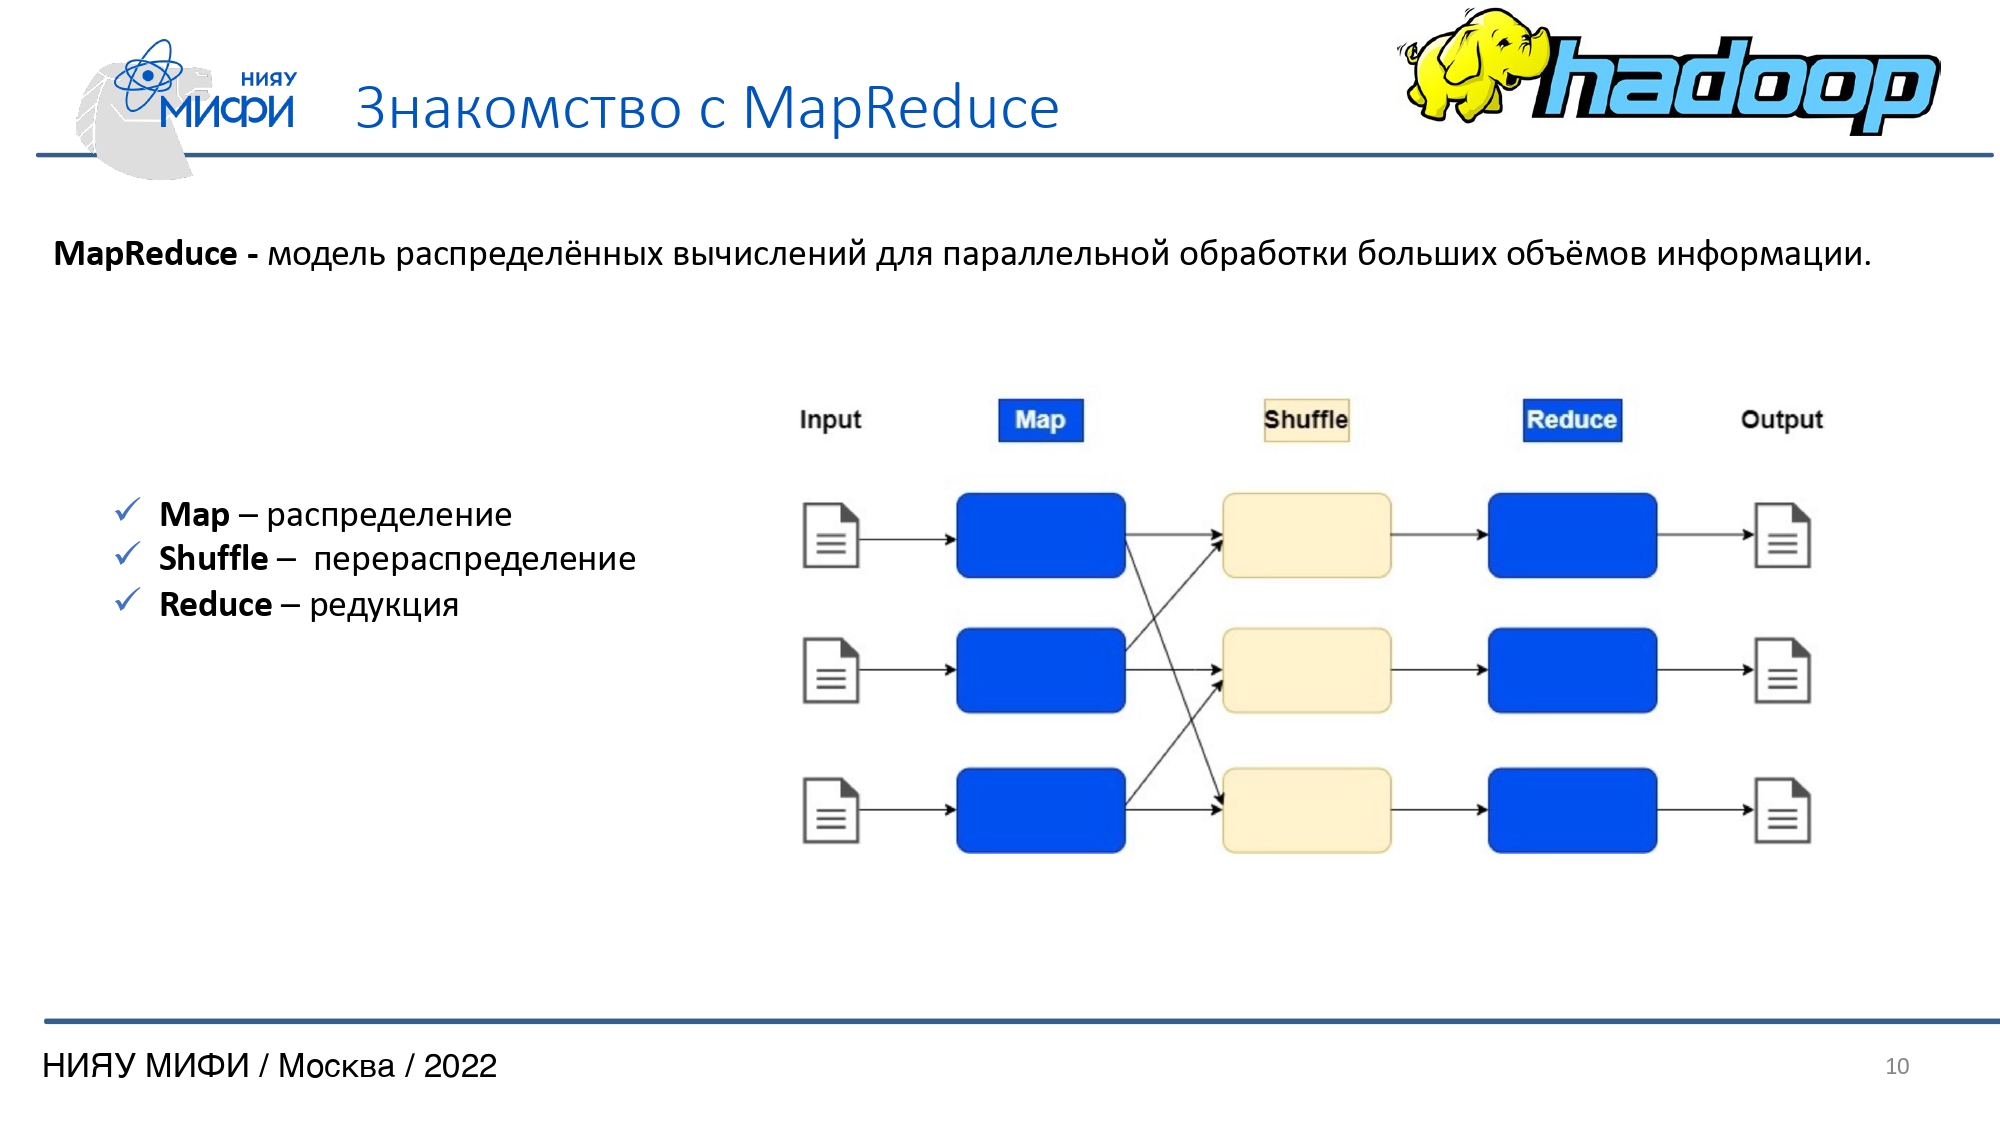 НИЯУ
МИФИ
Знакомство с MapReduce
hadoop
MapReduce - модель распределённых вычислений для параллельной обработки больших объёмов информации.
✓ Map – распределение
✓ Shuffle – перераспределение
✓ Reduce – редукция
Input Map Shuffle Reduce Output
НИЯУ МИФИ / Москва / 2022
10